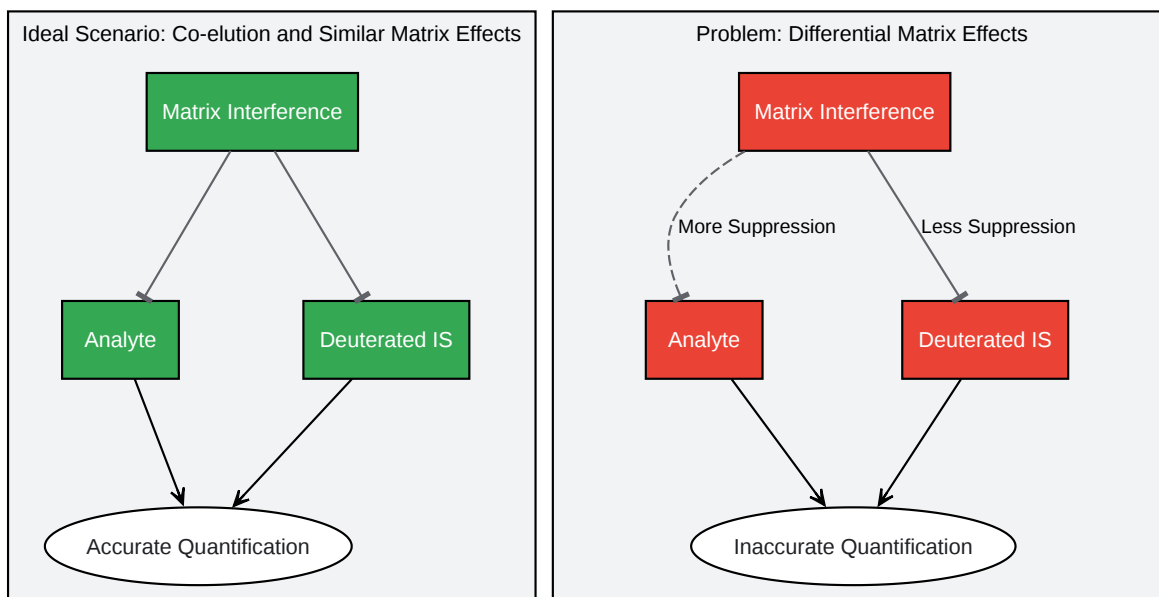 Ideal Scenario: Co-elution and Similar Matrix Effects
Matrix Interference
Analyte
Deuterated IS
Accurate Quantification
Problem: Differential Matrix Effects
Matrix Interference
More Suppression
Less Suppression
Analyte
Deuterated IS
Inaccurate Quantification